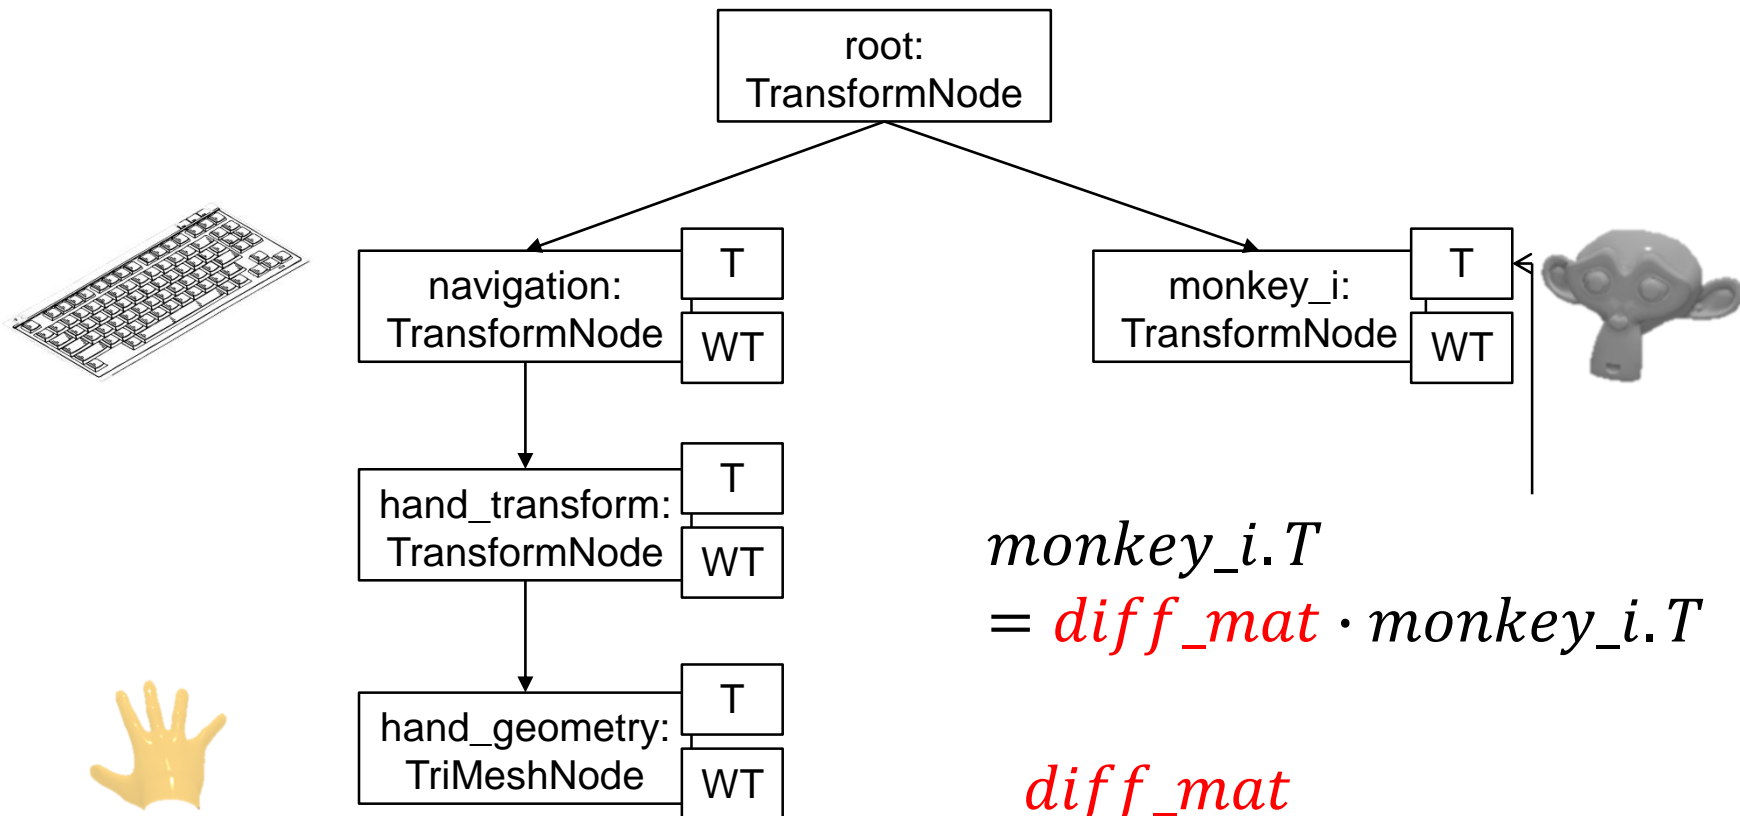 root:
TransformNode
navigation:
TransformNode
T
WT
monkey_i:
TransformNode
T
WT
hand_transform:
TransformNode
T
WT
monkey_i.T
= diff_mat · monkey_i.T
hand_geometry:
TriMeshNode
T
WT
diff_mat